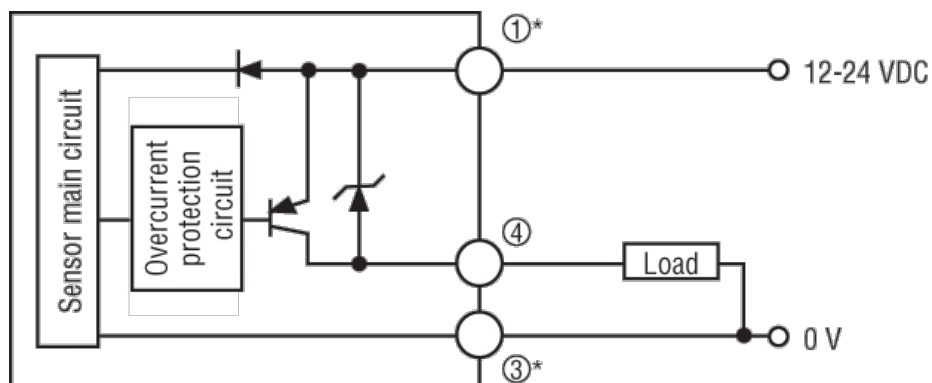 ①*
12-24 VDC
Sensor main circuit
Overcurrent
protection
circuit
④
Load
0 V
③*